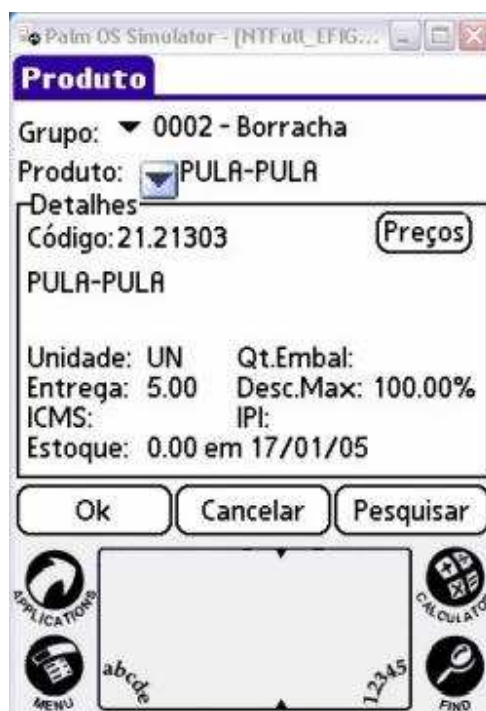 Palm OS Simulator - [NTFull_EFIG...
Produto
Grupo: 0002 - Borracha
Produto: PULA-PULA
Detalhes
Código: 21.21303
Preços
PULA-PULA
Unidade: UN Qt.Embal:
Entrega: 5.00 Desc.Max: 100.00%
ICMS: IPI:
Estoque: 0.00 em 17/01/05
Ok Cancelar Pesquisar
APPLICATIONS
CALCULATOR
MENU
abcde
12345
FIND